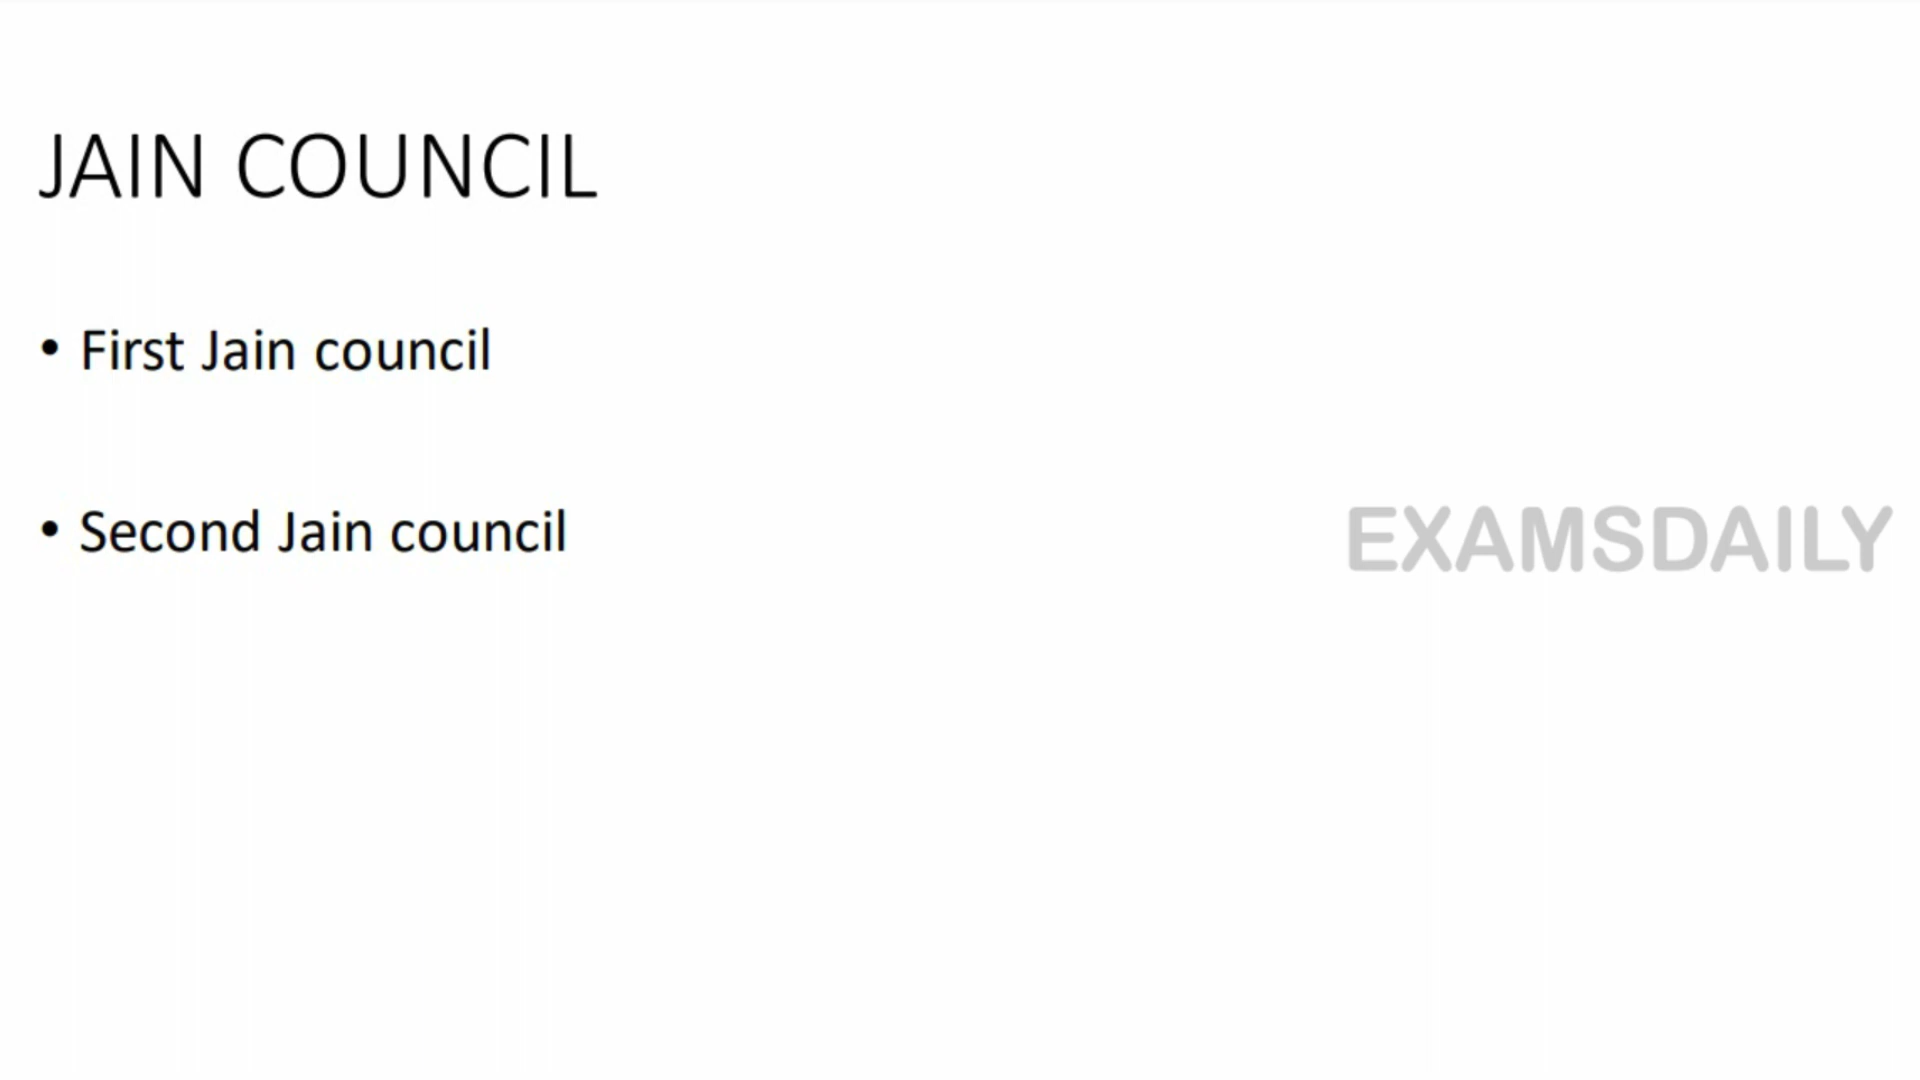 JAIN COUNCIL
• First Jain council
• Second Jain council
EXAMSDAILY